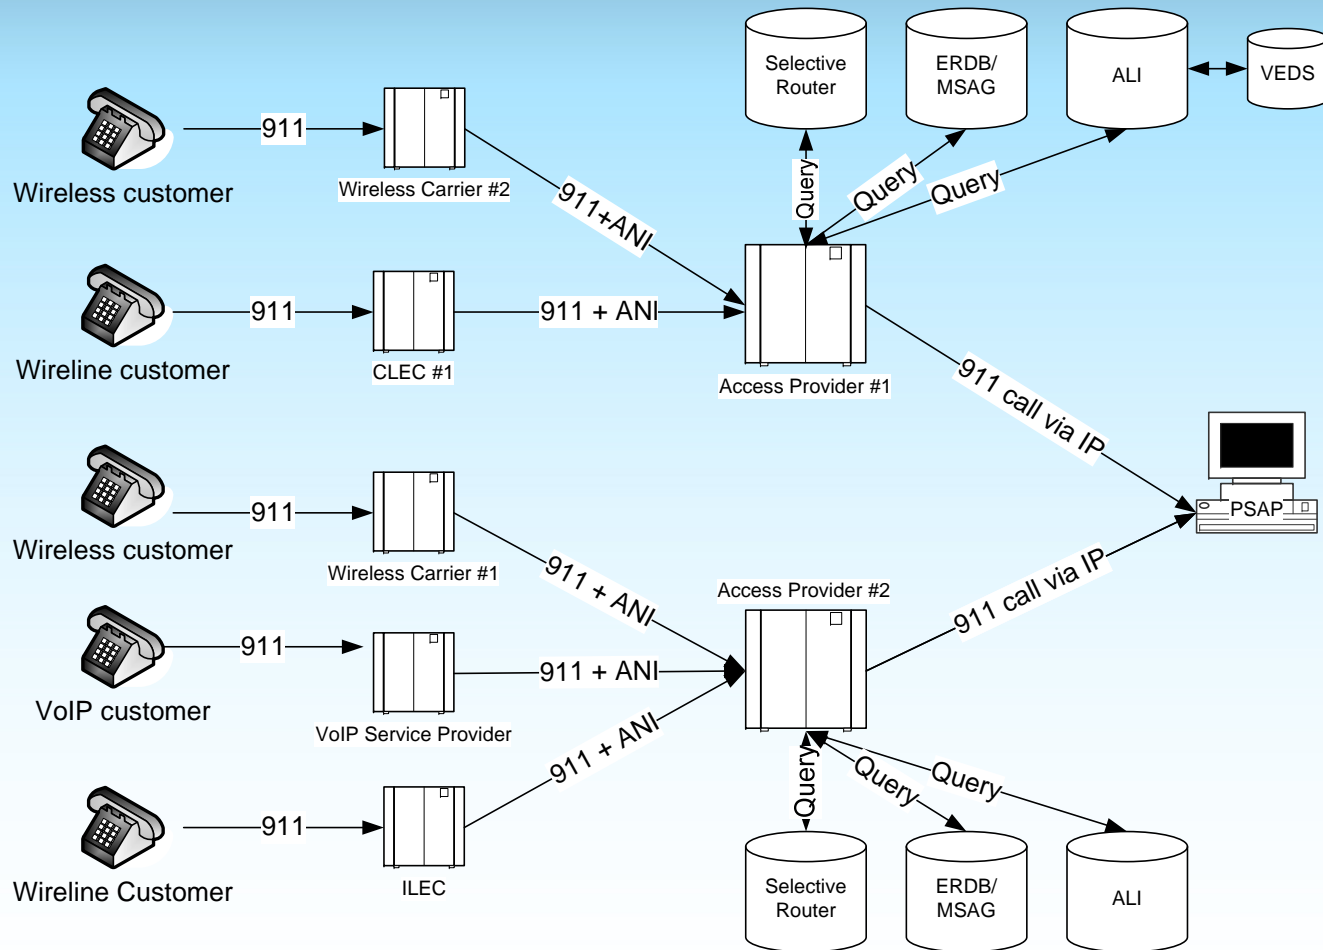 Selective
Router
ERDB/
MSAG
ALI
VEDS
911
Wireless customer
Wireless Carrier #2
911+ANI
Query
Query
Query
911
Wireline customer
CLEC #1
911 + ANI
Access Provider #1
911 call via IP
PSAP
911
Wireless customer
Wireless Carrier #1
911 + ANI
Access Provider #2
911 call via IP
911
VoIP customer
VoIP Service Provider
911 + ANI
911 + ANI
Query
Query
Query
911
Wireline Customer
ILEC
Selective
Router
ERDB/
MSAG
ALI